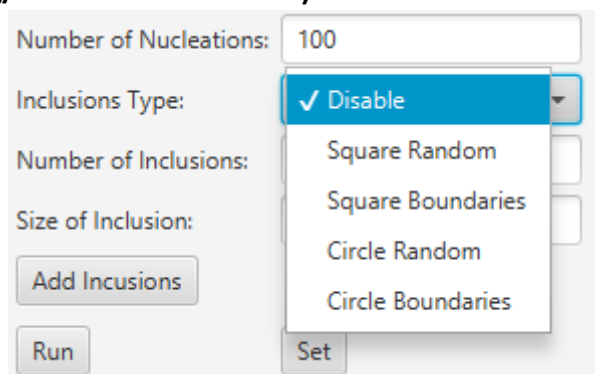 Number of Nucleations: 100
Inclusions Type: ✓ Disable
Square Random
Number of Inclusions:
Square Boundaries
Size of Inclusion:
Circle Random
Add Incusions
Circle Boundaries
Run Set